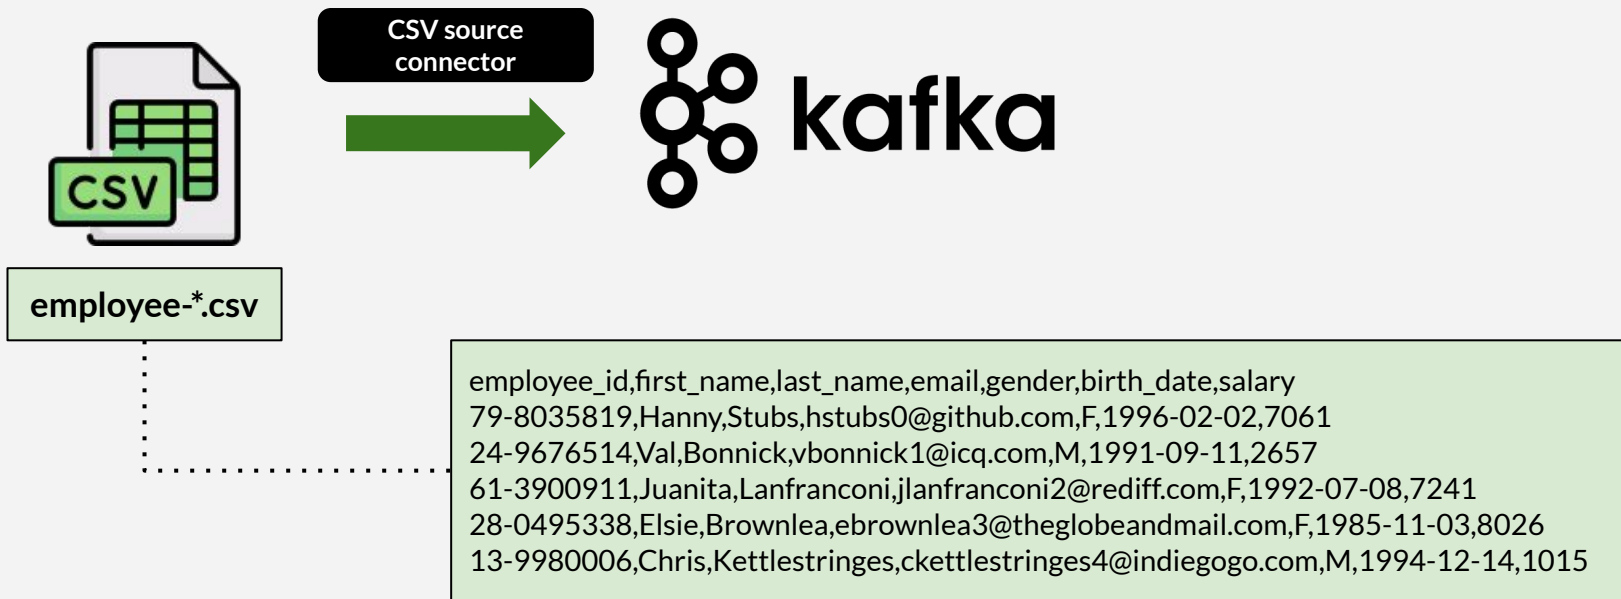 CSV source
connector
CSV
kafka
employee-*.csv
employee_id,first_name,last_name,email,gender,birth_date,salary
79-8035819,Hanny,Stubs,hstubs0@github.com,F,1996-02-02,7061
24-9676514,Val,Bonnick,vbonnick1@icq.com,M,1991-09-11,2657
61-3900911,Juanita,Lanfranconi,jlanfranconi2@rediff.com,F,1992-07-08,7241
28-0495338,Elsie,Brownlea,ebrownlea3@theglobeandmail.com,F,1985-11-03,8026
13-9980006,Chris,Kettlestringes,ckettlestringes4@indiegogo.com,M,1994-12-14,1015